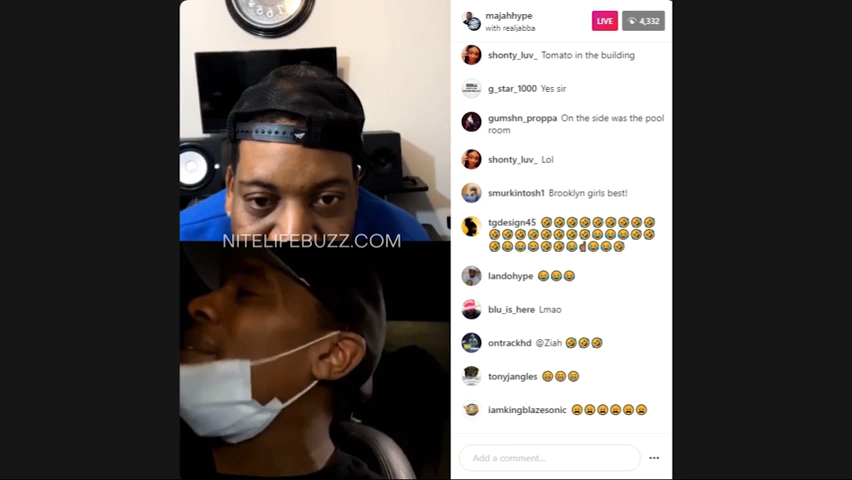 majahhype
with realjabba
LIVE
4,332
shonty_luv_ Tomato in the building
g_star_1000 Yes sir
gumshn_proppa On the side was the pool
room
shonty_luv_ Lol
smurkintosh1 Brooklyn girls best!
tgdesign45 🤣🤣🤣🤣🤣🤣🤣🤣🤣
🤣🤣🤣🤣🤣🤣😂😂😂🤣🤣
🤣😂😂😂🤣🤣😂☝🏾😂😂🤣
landohype 😂😂😂
blu_is_here Lmao
ontrackhd @Ziah 🤣🤣🤣
tonyjangles 😁😁😁
iamkingblazesonic 😩😩😩😩😩😩
NITELIFEBUZZ.COM
Add a comment...